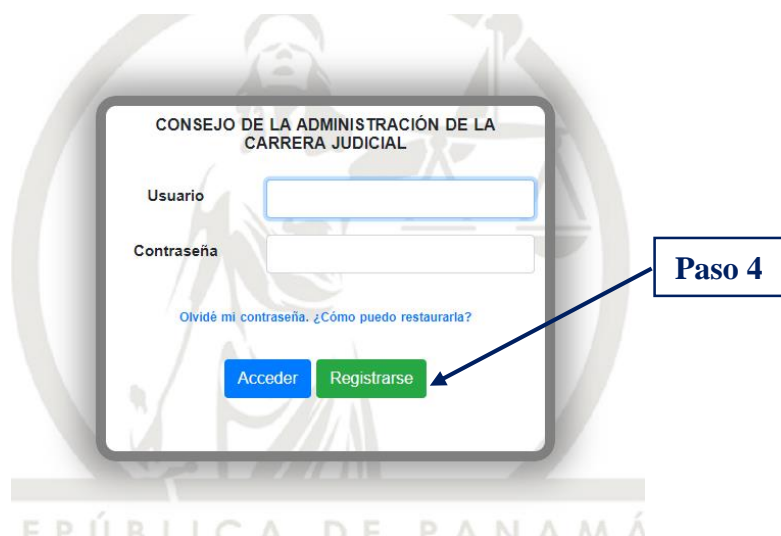 CONSEJO DE LA ADMINISTRACIÓN DE LA
CARRERA JUDICIAL
Usuario
Contraseña
Paso 4
Olvidé mi contraseña. ¿Cómo puedo restaurarla?
Acceder Registrarse
EPÚBLICA DE PANAMÁ